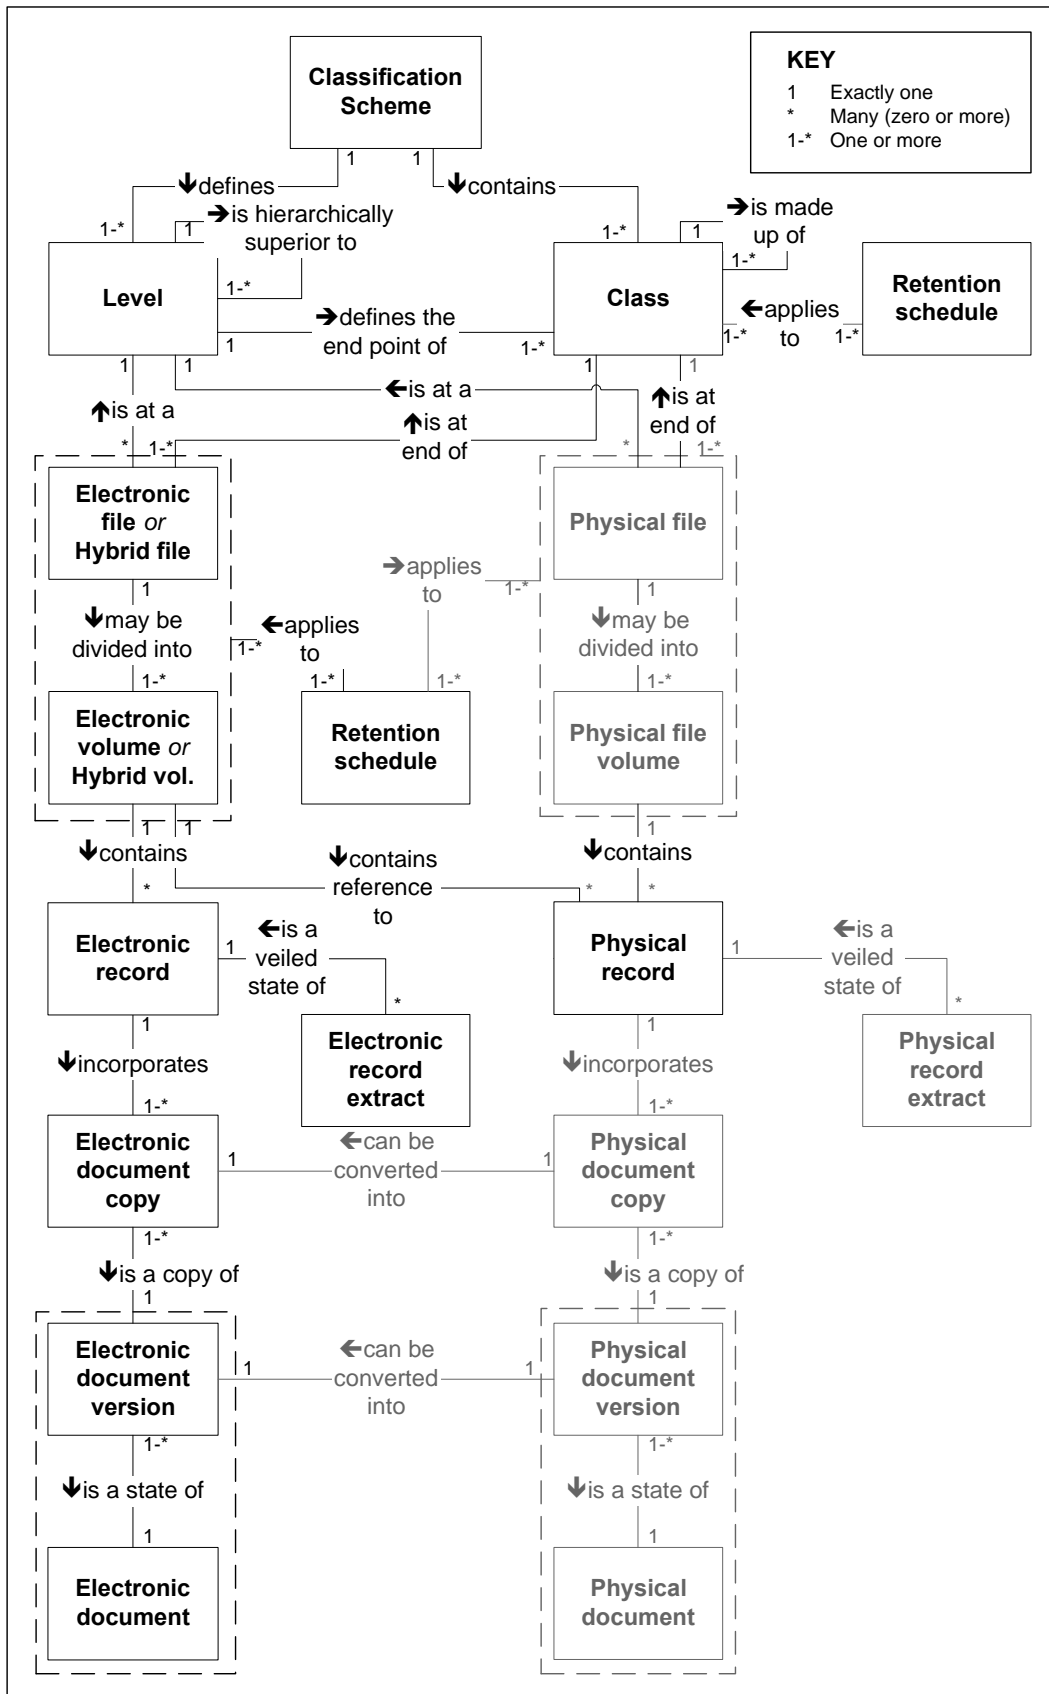 Classification
Scheme
KEY
1 Exactly one
* Many (zero or more)
1-* One or more
1
1
🡳defines
🡳contains
1-*
1
🡲is hierarchically
superior to
1-*
1
🡲is made
up of
1-*
Level
1-*
Class
1-*
Retention
schedule
🡰applies
to
1-*
1-*
🡲defines the
end point of
1
1-*
1
1
1
1
🡰is at a
🡱is at a
🡱is at
end of
🡱is at
end of
*
1-*
*
1-*
Electronic
file or
Hybrid file
Physical file
1
1
🡲applies
to
1-*
🡳may be
divided into
🡳may be
divided into
🡰applies
to
1-*
1-*
1-*
1-*
1-*
Electronic
volume or
Hybrid vol.
Retention
schedule
Physical file
volume
1
1
1
🡳contains
🡳contains
reference
to
🡳contains
*
*
*
Electronic
record
1
🡰is a
veiled
state of
*
Physical
record
1
🡰is a
veiled
state of
*
1
1
Electronic
record
extract
Physical
record
extract
🡳incorporates
🡳incorporates
1-*
1-*
Electronic
document
copy
1
🡰can be
converted
into
1
Physical
document
copy
1-*
1-*
🡳is a copy of
🡳is a copy of
1
1
Electronic
document
version
1
🡰can be
converted
into
1
Physical
document
version
1-*
1-*
🡳is a state of
🡳is a state of
1
1
Electronic
document
Physical
document